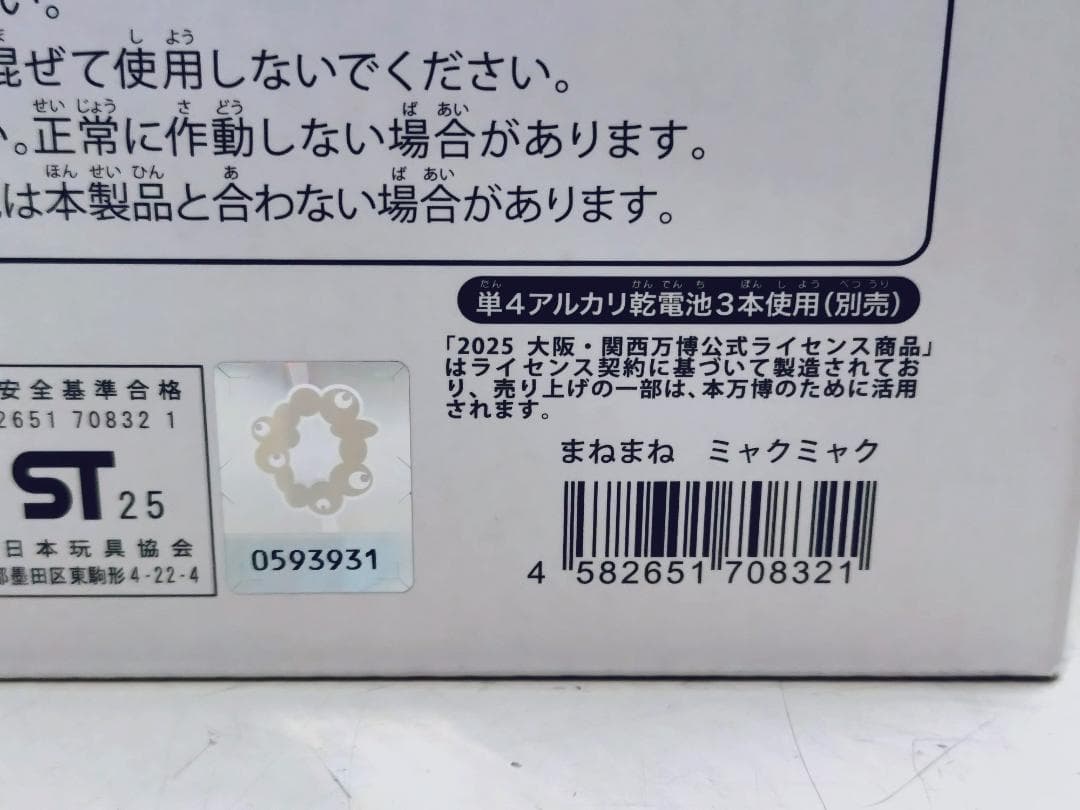 い。
混ぜて使用しないでください。
い。正常に作動しない場合があります。
は本製品と合わない場合があります。
単4アルカリ乾電池3本使用(別売)
「2025 大阪・関西万博公式ライセンス商品」
はライセンス契約に基づいて製造されてお
り、売り上げの一部は、本万博のために活用
されます。
まねまね ミャクミャク
4 582651 708321
安全基準合格
2651 70832 1
ST 25
日本玩具協会
墨田区東駒形4-22-4
0593931